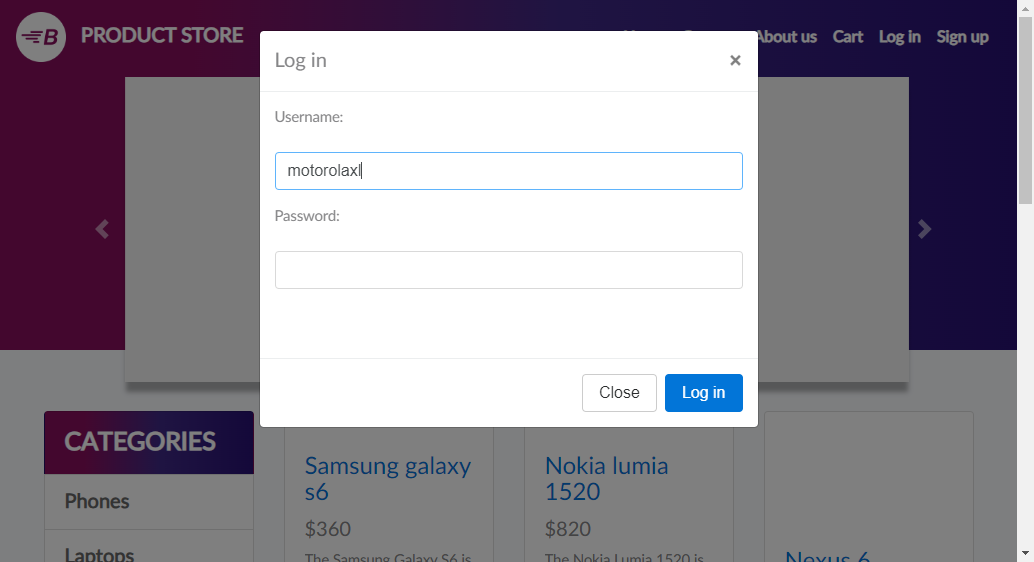 B PRODUCT STORE
About us Cart Log in Sign up
Log in ×
Username:
motorolaxl
Password:
Close Log in
CATEGORIES
Phones
Laptops
Samsung galaxy
s6
$360
The Samsung Galaxy S6 is
Nokia lumia
1520
$820
The Nokia Lumia 1520 is
Nexus 6